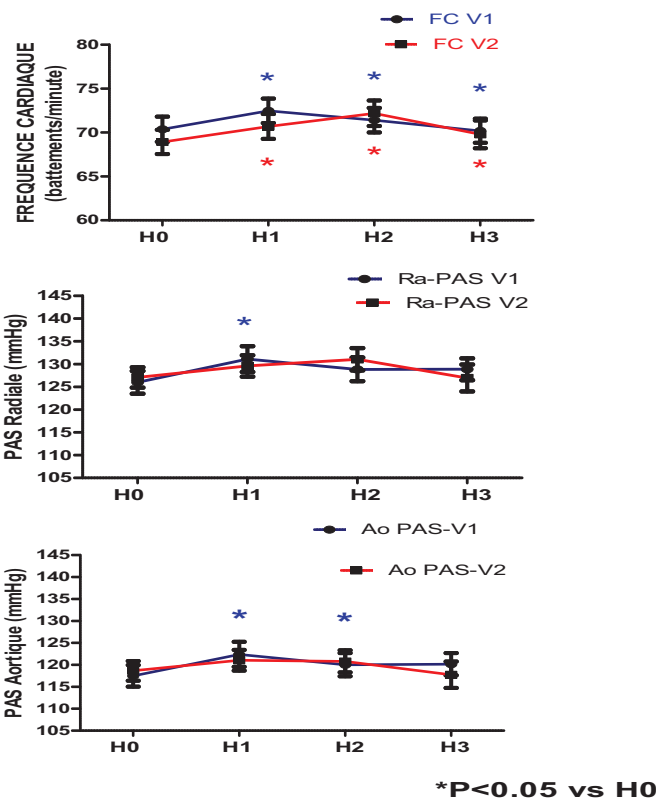 FC V1
FC V2
FREQUENCE CARDIAQUE
(battements/minute)
80
75
70
65
60
* * *
* * *
H0 H1 H2 H3
Ra-PAS V1
Ra-PAS V2
PAS Radiale (mmHg)
145
140
135
130
125
120
115
110
105
*
H0 H1 H2 H3
Ao PAS-V1
Ao PAS-V2
PAS Aortique (mmHg)
145
140
135
130
125
120
115
110
105
* *
H0 H1 H2 H3
*P<0.05 vs H0